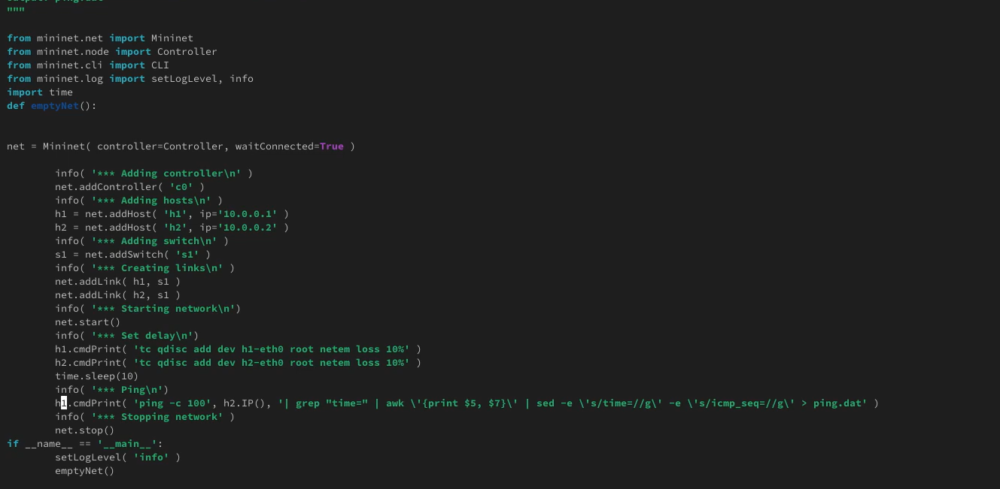 """
from mininet.net import Mininet
from mininet.node import Controller
from mininet.cli import CLI
from mininet.log import setLogLevel, info
import time
def emptyNet():
net = Mininet( controller=Controller, waitConnected=True )
info( '*** Adding controller\n' )
net.addController( 'c0' )
info( '*** Adding hosts\n' )
h1 = net.addHost( 'h1', ip='10.0.0.1' )
h2 = net.addHost( 'h2', ip='10.0.0.2' )
info( '*** Adding switch\n' )
s1 = net.addSwitch( 's1' )
info( '*** Creating links\n' )
net.addLink( h1, s1 )
net.addLink( h2, s1 )
info( '*** Starting network\n')
net.start()
info( '*** Set delay\n')
h1.cmdPrint( 'tc qdisc add dev h1-eth0 root netem loss 10%' )
h2.cmdPrint( 'tc qdisc add dev h2-eth0 root netem loss 10%' )
time.sleep(10)
info( '*** Ping\n')
h1.cmdPrint( 'ping -c 100', h2.IP(), '| grep "time=" | awk \'{print $5, $7}\' | sed -e \'s/time=//g\' -e \'s/icmp_seq=//g\' > ping.dat' )
info( '*** Stopping network' )
net.stop()
if __name__ == '__main__':
setLogLevel( 'info' )
emptyNet()